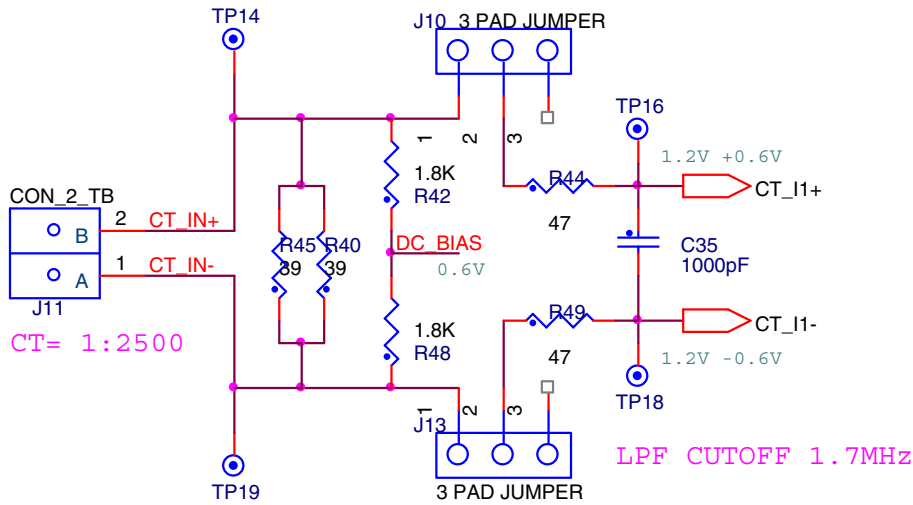 TP14
J10 3 PAD JUMPER
1
2
3
TP16
1.2V +0.6V
1.8K
R42
R44
47
CT_I1+
CON_2_TB
2
CT_IN+
B
R45
39
R40
39
DC_BIAS
0.6V
C35
1000pF
1
CT_IN-
A
J11
CT= 1:2500
1.8K
R48
R49
47
CT_I1-
1.2V -0.6V
TP18
1
2
3
J13
LPF CUTOFF 1.7MHz
TP19
3 PAD JUMPER